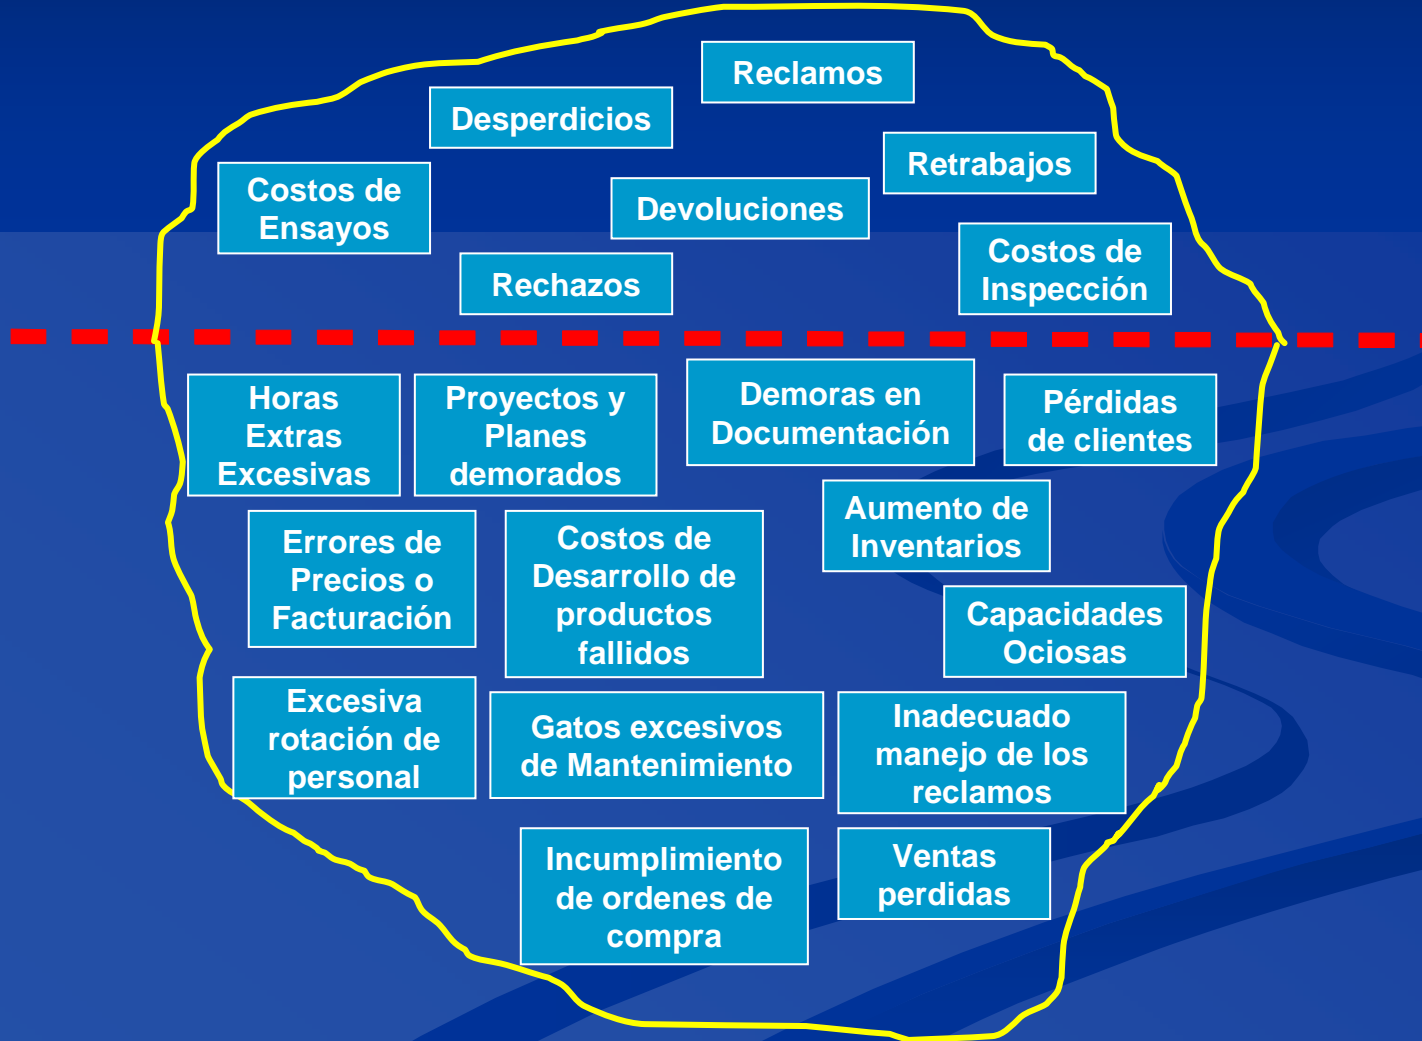 Reclamos
Desperdicios
Retrabajos
Costos de
Ensayos
Devoluciones
Costos de
Inspección
Rechazos
Horas
Extras
Excesivas
Proyectos y
Planes
demorados
Demoras en
Documentación
Pérdidas
de clientes
Aumento de
Inventarios
Errores de
Precios o
Facturación
Costos de
Desarrollo de
productos
fallidos
Capacidades
Ociosas
Excesiva
rotación de
personal
Gatos excesivos
de Mantenimiento
Inadecuado
manejo de los
reclamos
Incumplimiento
de ordenes de
compra
Ventas
perdidas